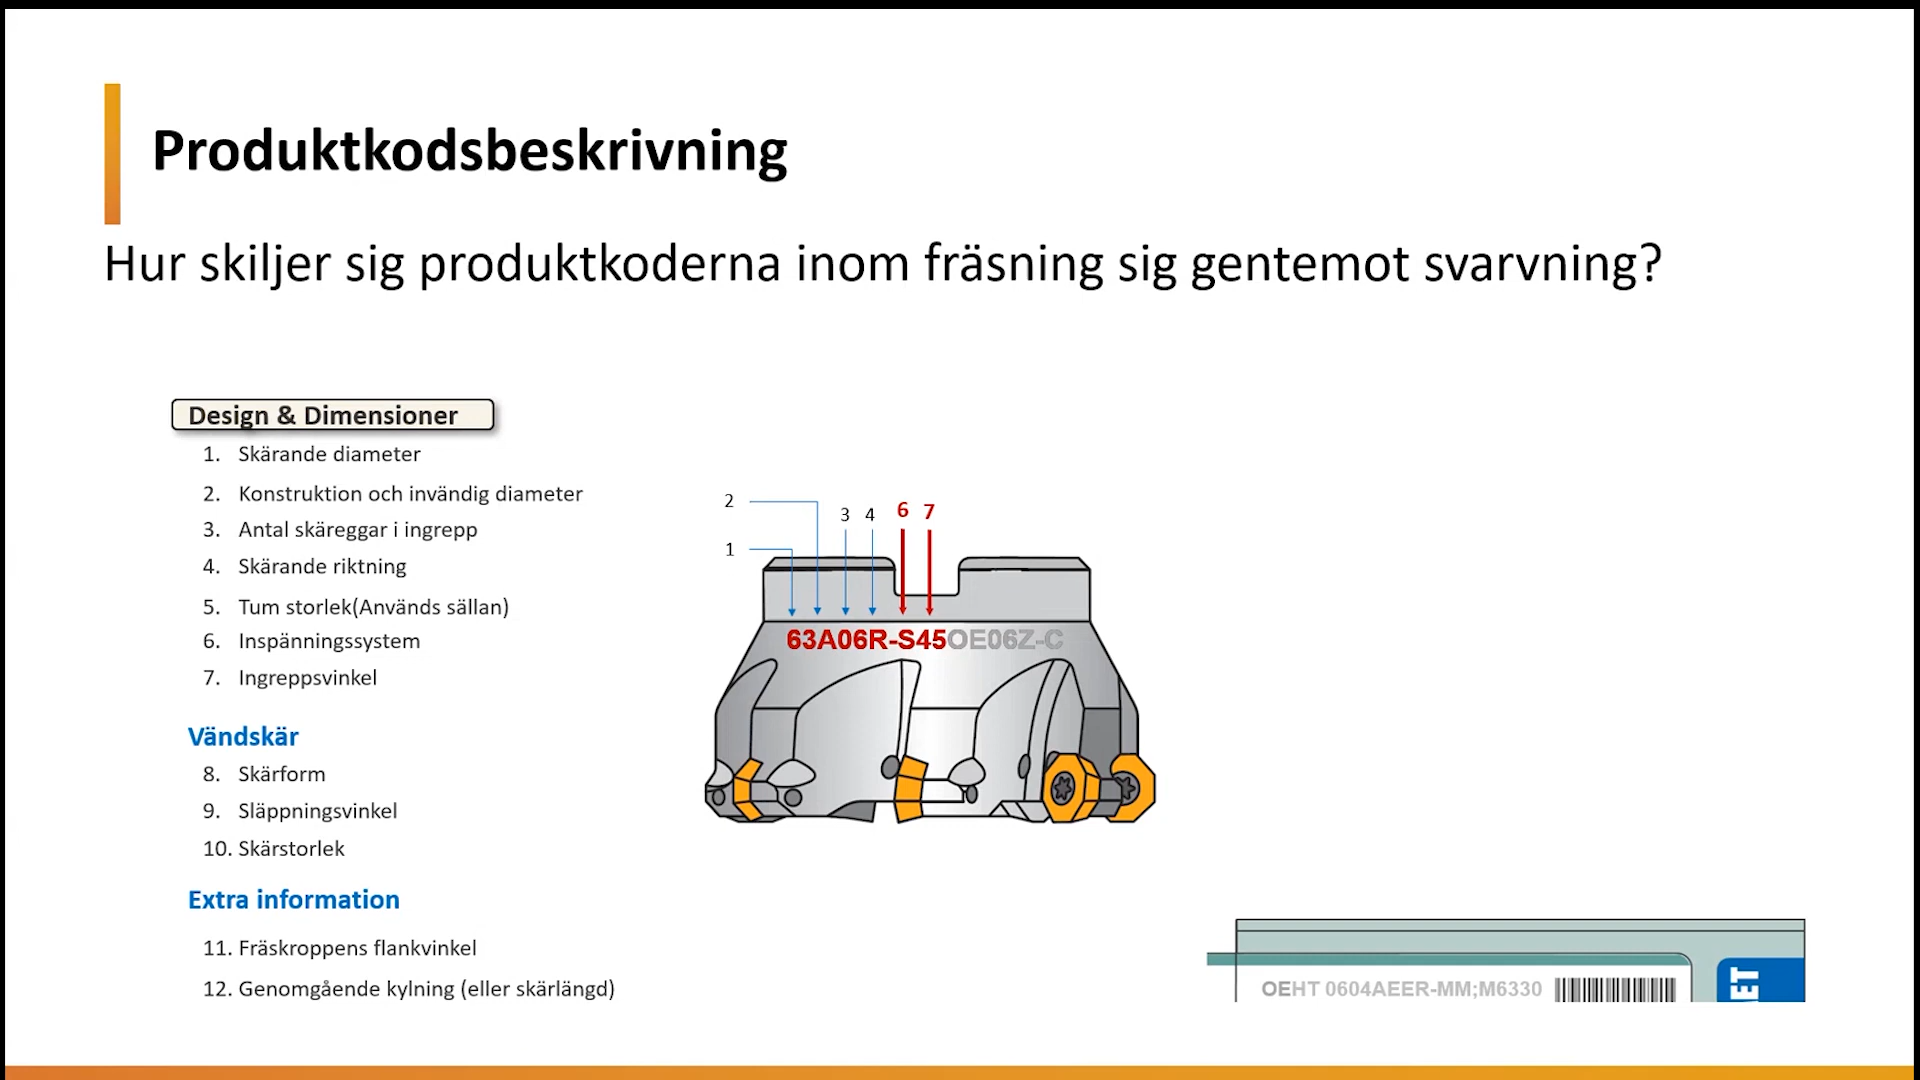 Produktkodsbeskrivning
Hur skiljer sig produktkoderna inom fräsning sig gentemot svarvning?
Design & Dimensioner
1. Skärande diameter
2. Konstruktion och invändig diameter
3. Antal skäreggar i ingrepp
4. Skärande riktning
5. Tum storlek(Används sällan)
6. Inspänningssystem
7. Ingreppsvinkel
Vändskär
8. Skärform
9. Släppningsvinkel
10. Skärstorlek
Extra information
11. Fräskroppens flankvinkel
12. Genomgående kylning (eller skärlängd)
2
3 4 6 7
1
63A06R-S45OE06Z-C
OEHT 0604AEER-MM;M6330
ET